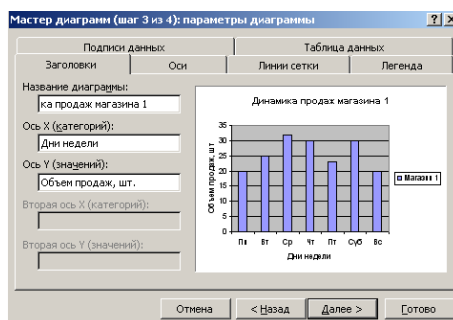 Мастер диаграмм (шаг 3 из 4): параметры диаграммы
Подписи данных
Таблица данных
Заголовки
Оси
Линии сетки
Легенда
Название диаграммы:
ка продаж магазина 1
Ось X (категорий):
Дни недели
Ось Y (значений):
Объем продаж, шт.
Вторая ось X (категорий):
Вторая ось Y (значений):
Динамика продаж магазина 1
Объем продаж, шт
35
30
25
20
15
10
5
0
Пн Вт Ср Чт Пт Суб Вс
Дни недели
Магазин 1
Отмена
< Назад
Далее >
Готово